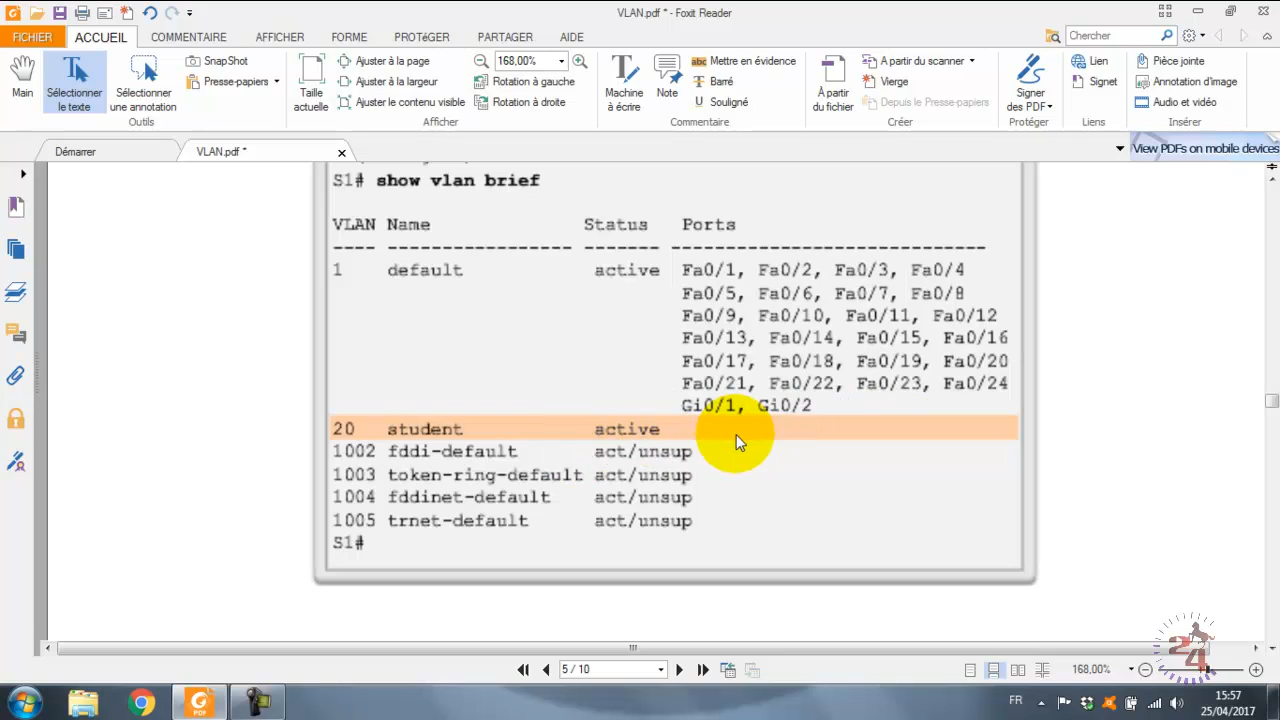 VLAN.pdf * - Foxit Reader
FICHIER ACCUEIL COMMENTAIRE AFFICHER FORME PROTéGER PARTAGER AIDE Chercher
Main
Sélectionner le texte
Sélectionner une annotation
SnapShot
Presse-papiers
Outils
Taille actuelle
Ajuster à la page
Ajuster à la largeur
Ajuster le contenu visible
168,00%
Rotation à gauche
Rotation à droite
Afficher
Machine à écrire
Note
abc Mettre en évidence
Barré
Souligné
Commentaire
À partir du fichier
A partir du scanner
Vierge
Depuis le Presse-papiers
Créer
Signer des PDF
Protéger
Lien
Signet
Liens
Pièce jointe
Annotation d'image
Audio et vidéo
Insérer
Démarrer VLAN.pdf * View PDFs on mobile devices
S1# show vlan brief
VLAN Name Status Ports
---- ----------------- ------- -----------------------------
1 default active Fa0/1, Fa0/2, Fa0/3, Fa0/4
Fa0/5, Fa0/6, Fa0/7, Fa0/8
Fa0/9, Fa0/10, Fa0/11, Fa0/12
Fa0/13, Fa0/14, Fa0/15, Fa0/16
Fa0/17, Fa0/18, Fa0/19, Fa0/20
Fa0/21, Fa0/22, Fa0/23, Fa0/24
Gi0/1, Gi0/2
20 student active
1002 fddi-default act/unsup
1003 token-ring-default act/unsup
1004 fddinet-default act/unsup
1005 trnet-default act/unsup
S1#
5 / 10 168,00%
24
PDF FR 15:57
25/04/2017